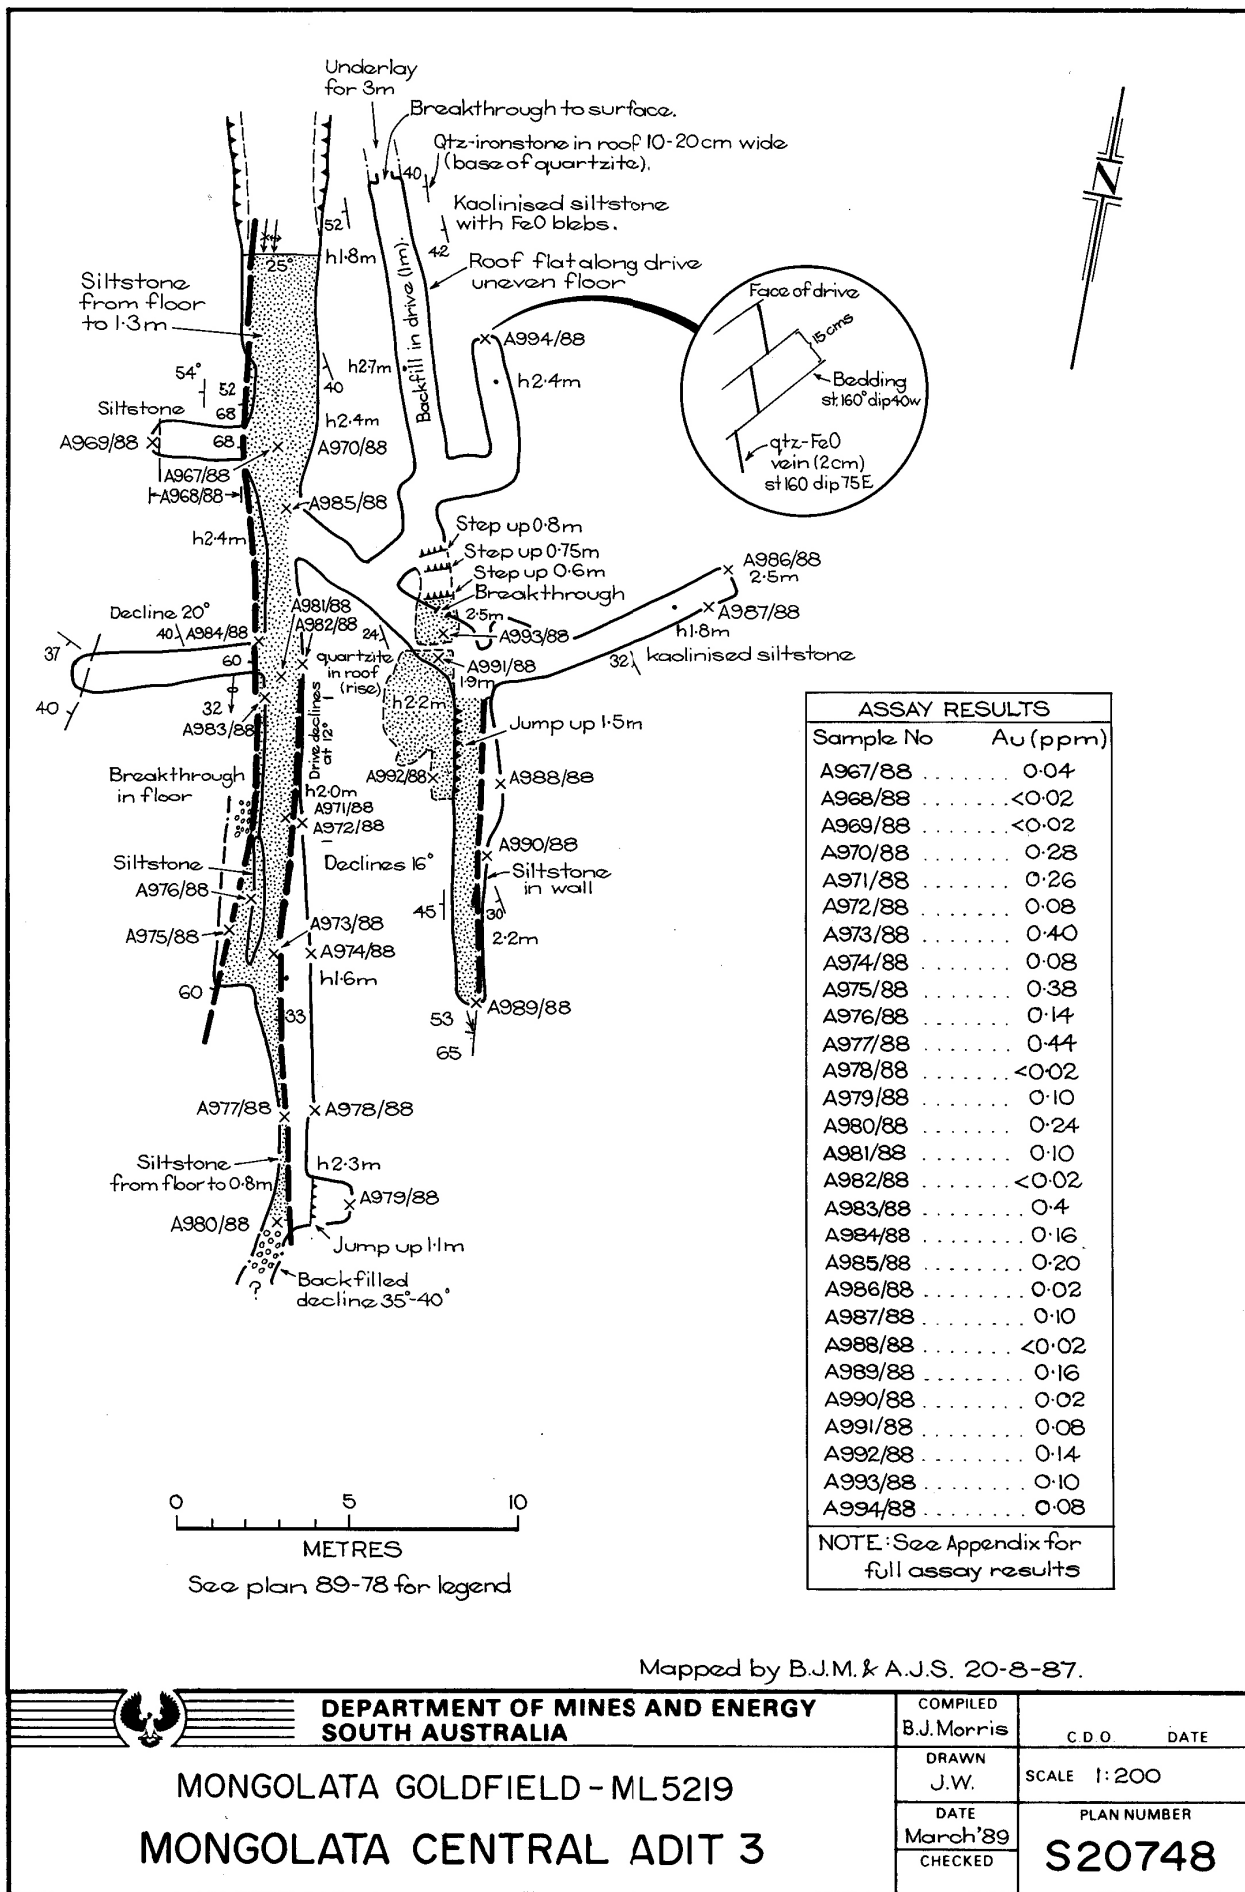 Underlay
for 3m
Breakthrough to surface.
Qtz-ironstone in roof 10-20cm wide
(base of quartzite).
40
Kaolinised siltstone
with FeO blebs.
52
42
h1·8m
25°
Roof flat along drive
uneven floor
Backfill in drive (1m).
Siltstone
from floor
to 1·3m
N
Face of drive
15cms
Bedding
st.160° dip 40w
qtz-FeO
vein (2cm)
st 160 dip 75E
A994/88
h2·4m
h2·7m
54°
52
40
68
Siltstone
h2·4m
A969/88
68
A970/88
A967/88
A968/88
A985/88
h2·4m
Step up 0·8m
Step up 0·75m
Step up 0·6m
Breakthrough
A986/88
2·5m
A987/88
h1·8m
Decline 20°
A981/88
A982/88
2·5m
40
A984/88
24
A993/88
37
60
quartzite
in roof
(rise)
A991/88
1·9m
32
kaolinised siltstone
32
40
h2·2m
A983/88
Drive declines
at 12°
Jump up 1·5m
Breakthrough
in floor
A992/88
A988/88
h2·0m
A971/88
A972/88
A990/88
Siltstone
Declines 16°
Siltstone
in wall
A976/88
45
30
A975/88
A973/88
2·2m
A974/88
h1·6m
60
33
A989/88
53
65
A977/88
A978/88
Siltstone
from floor to 0·8m
h2·3m
A979/88
A980/88
Jump up 1·1m
Backfilled
decline 35°-40°
?
ASSAY RESULTS
Sample No Au (ppm)
A967/88 ....... 0·04
A968/88 ....... <0·02
A969/88 ....... <0·02
A970/88 ....... 0·28
A971/88 ....... 0·26
A972/88 ....... 0·08
A973/88 ....... 0·40
A974/88 ....... 0·08
A975/88 ....... 0·38
A976/88 ....... 0·14
A977/88 ....... 0·44
A978/88 ....... <0·02
A979/88 ....... 0·10
A980/88 ....... 0·24
A981/88 ....... 0·10
A982/88 ....... <0·02
A983/88 ....... 0·4
A984/88 ....... 0·16
A985/88 ....... 0·20
A986/88 ....... 0·02
A987/88 ....... 0·10
A988/88 ....... <0·02
A989/88 ....... 0·16
A990/88 ....... 0·02
A991/88 ....... 0·08
A992/88 ....... 0·14
A993/88 ....... 0·10
A994/88 ....... 0·08
NOTE: See Appendix for
full assay results
0 5 10
METRES
See plan 89-78 for legend
Mapped by B.J.M. & A.J.S. 20-8-87.
DEPARTMENT OF MINES AND ENERGY
SOUTH AUSTRALIA
MONGOLATA GOLDFIELD - ML5219
MONGOLATA CENTRAL ADIT 3
COMPILED
B.J. Morris
DRAWN
J.W.
DATE
March '89
CHECKED
C.D.O. DATE
SCALE 1:200
PLAN NUMBER
S20748